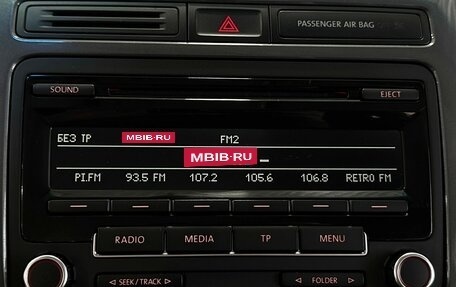 PASSENGER AIR BAG
SOUND
EJECT
БЕЗ ТР
MBIB-RU
FM2
MBIB-RU
PI.FM 93.5 FM 107.2 105.6 106.8 RETRO FM
RADIO MEDIA TP MENU
SEEK/TRACK FOLDER